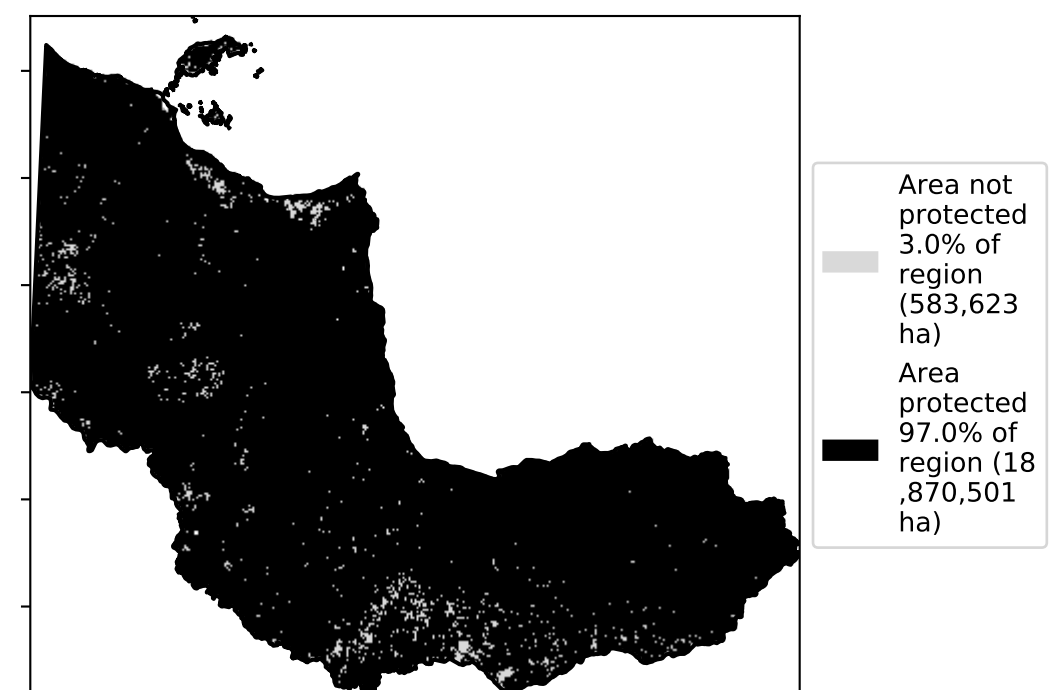 Area not
protected
3.0% of
region
(583,623
ha)
Area
protected
97.0% of
region (18
,870,501
ha)